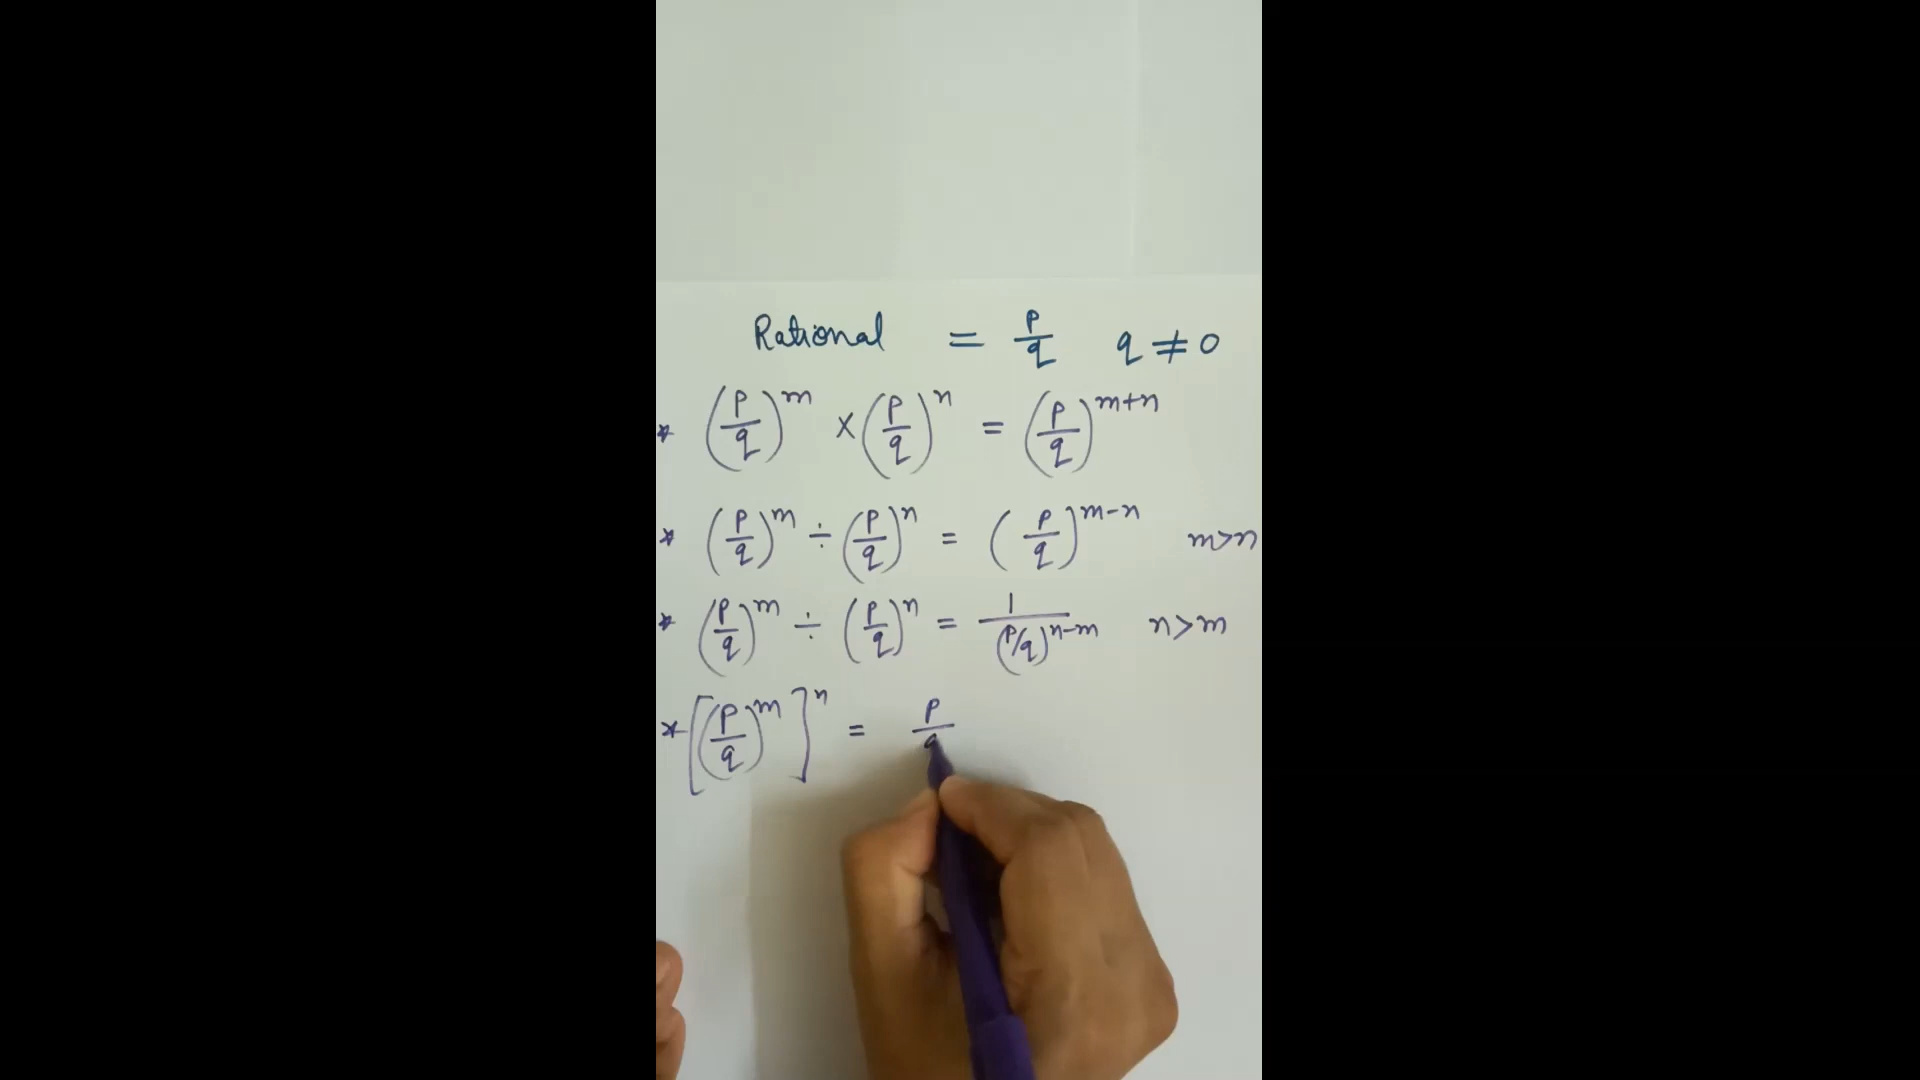 Rational = p/q q ≠ 0
* (p/q)^m × (p/q)^n = (p/q)^(m+n)
* (p/q)^m ÷ (p/q)^n = (p/q)^(m-n) m>n
* (p/q)^m ÷ (p/q)^n = 1/(p/q)^(n-m) n>m
* [(p/q)^m]^n = p/q